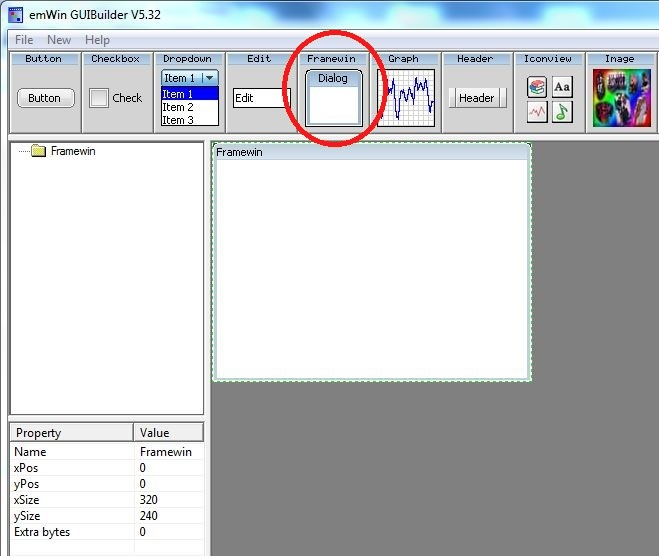 emWin GUIBuilder V5.32
File New Help
Button Checkbox Dropdown Edit Framewin Graph Header Iconview Image
Button Check Item 1 Edit Dialog Header Aa
Item 1
Item 2
Item 3
Framewin
Framewin
Property Value
Name Framewin
xPos 0
yPos 0
xSize 320
ySize 240
Extra bytes 0